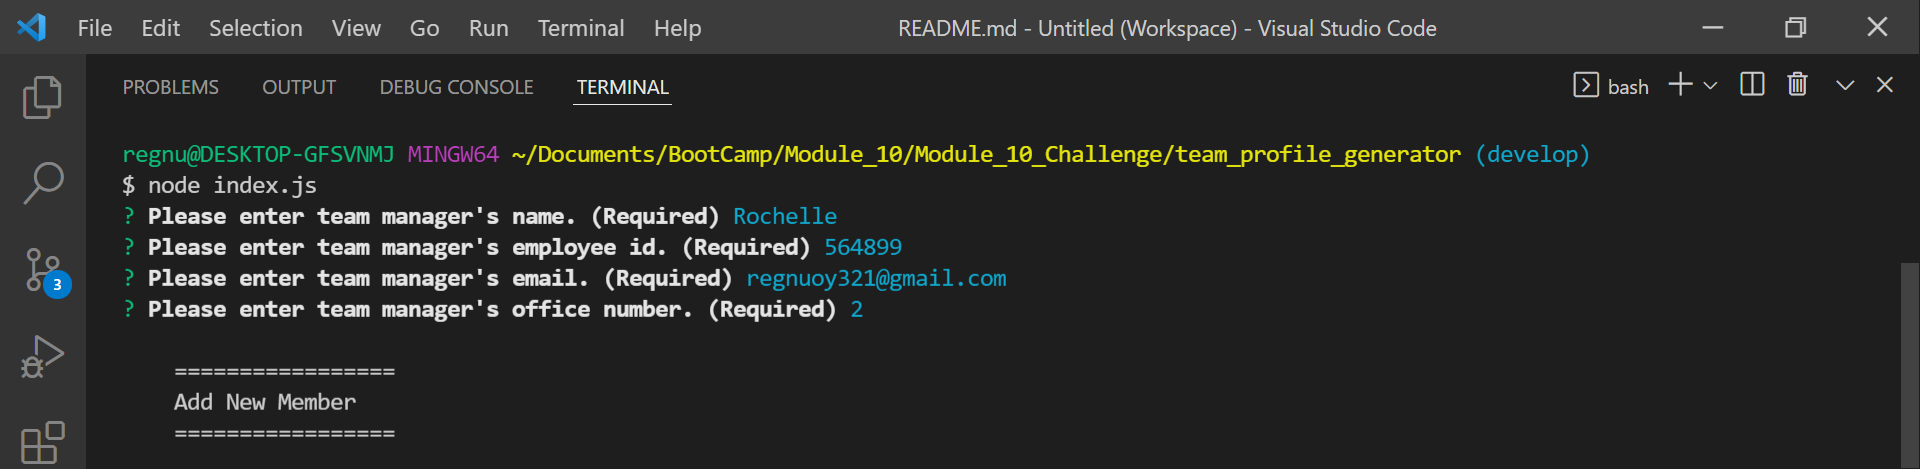 File Edit Selection View Go Run Terminal Help README.md - Untitled (Workspace) - Visual Studio Code
PROBLEMS OUTPUT DEBUG CONSOLE TERMINAL bash
regnu@DESKTOP-GFSVNMJ MINGW64 ~/Documents/BootCamp/Module_10/Module_10_Challenge/team_profile_generator (develop)
$ node index.js
? Please enter team manager's name. (Required) Rochelle
? Please enter team manager's employee id. (Required) 564899
? Please enter team manager's email. (Required) regnuoy321@gmail.com
? Please enter team manager's office number. (Required) 2
=================
Add New Member
=================
3